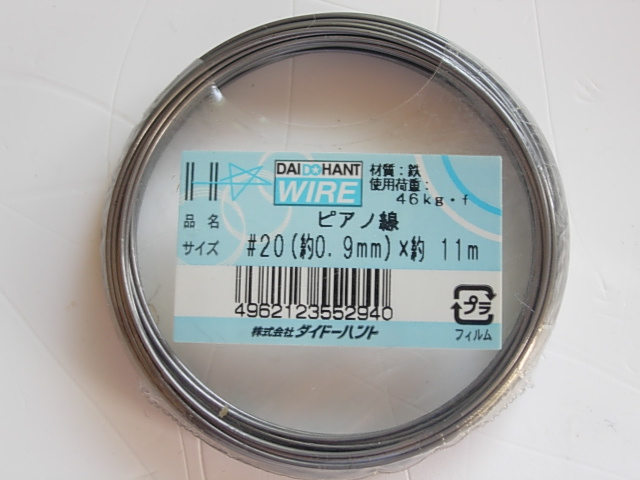 DAIDOHANT
WIRE
材質:鉄
使用荷重:
46kg・f
品名 ピアノ線
サイズ #20(約0.9mm)×約 11m
4962123552940
株式会社 ダイドーハント
プラ
フィルム